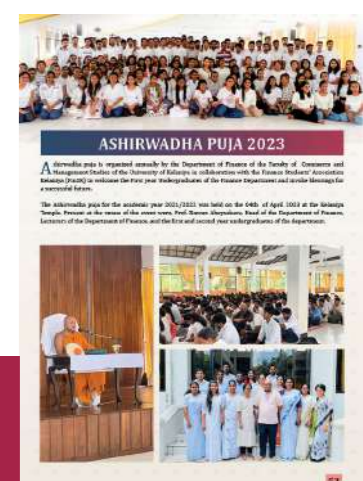 ASHIRWADHA PUJA 2023
Ashirwadha puja is organized annually by the Department of Finance of the Faculty of Commerce and
Management Studies of the University of Kelaniya in collaboration with the Finance Students' Association
Kelaniya to welcome the First year Undergraduates of the Finance Department and invoke blessings for
a successful future.
The Ashirwadha puja for the academic year 2021/2022 was held on the 04th of April 2023 at the Kelaniya
Temple. Present at the venue of the event were, Prof. Head of the Department of Finance,
Lecturers of the Department of Finance, and the first and second year undergraduates of the department.
53